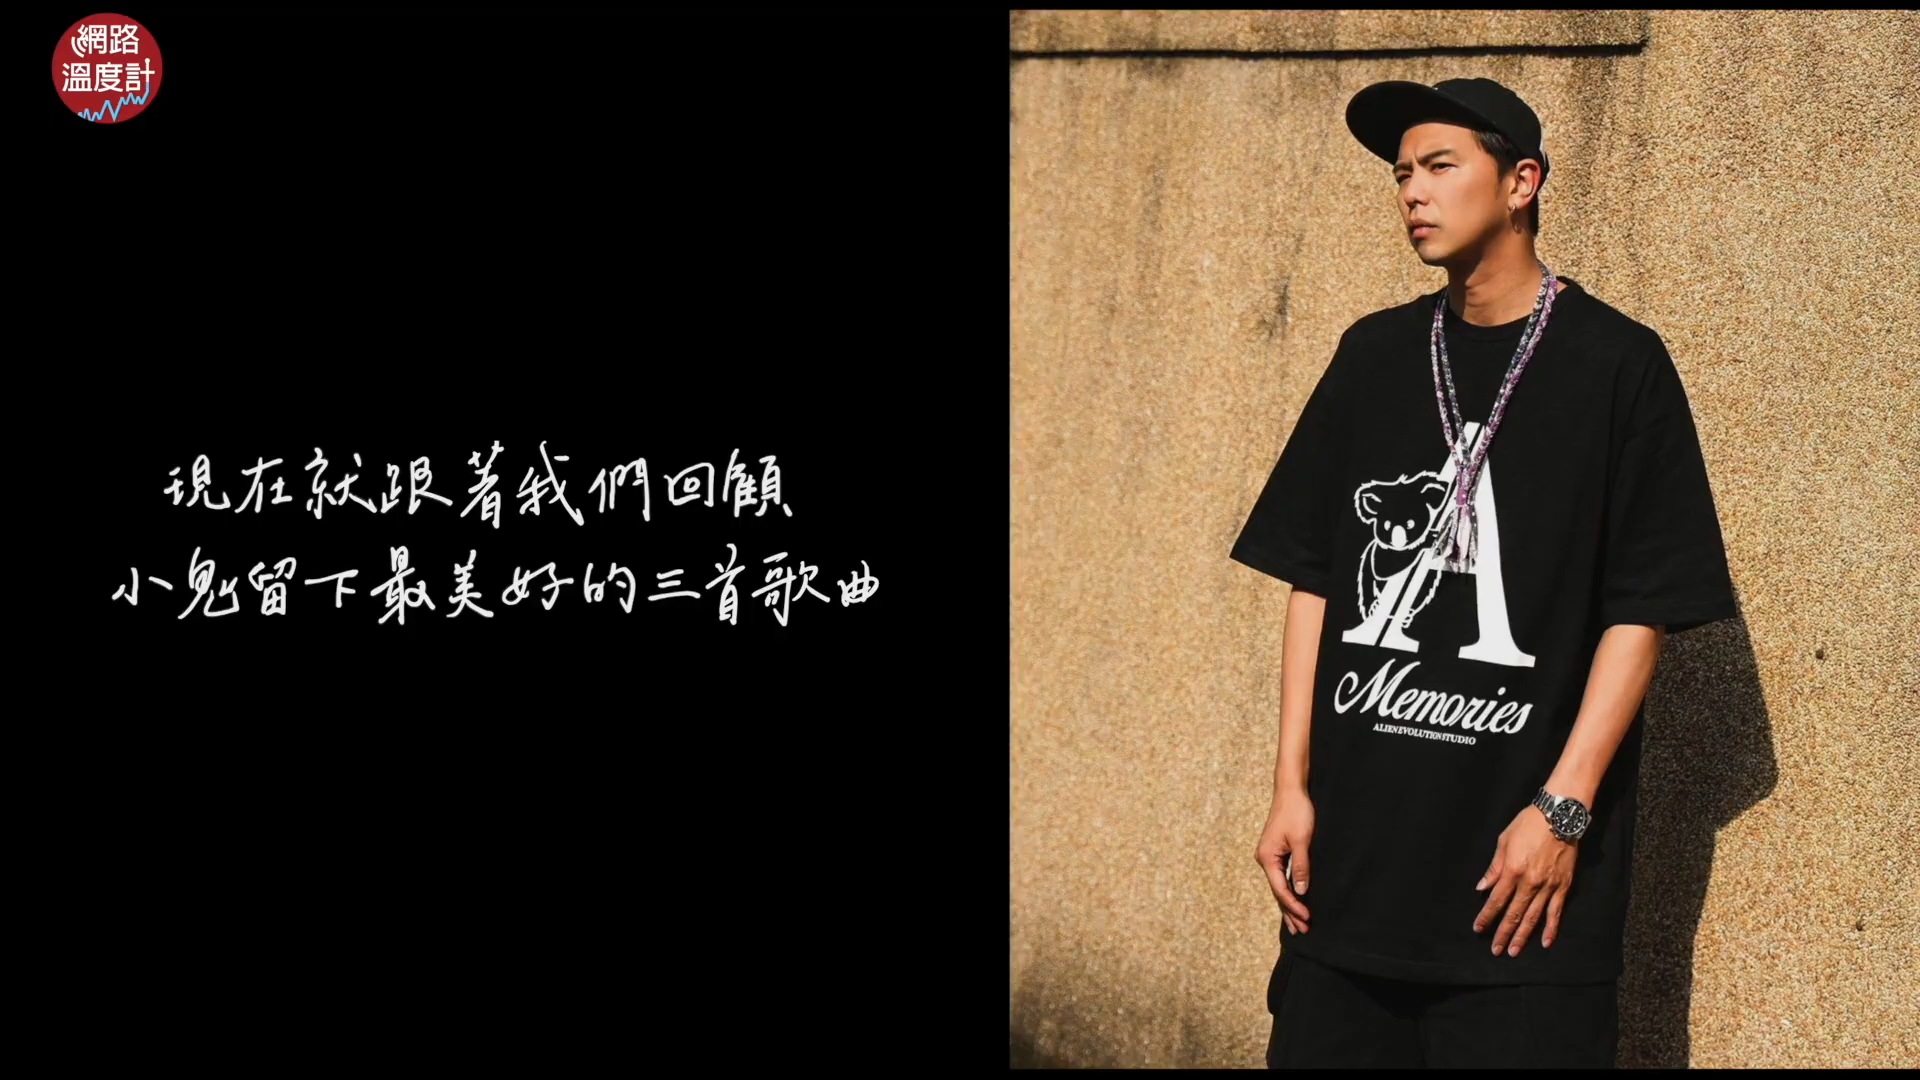 網路
溫度計
現在就跟著我們回顧
小鬼留下最美好的三首歌曲
A
Memories
ALIENEVOLUTIONSTUDIO